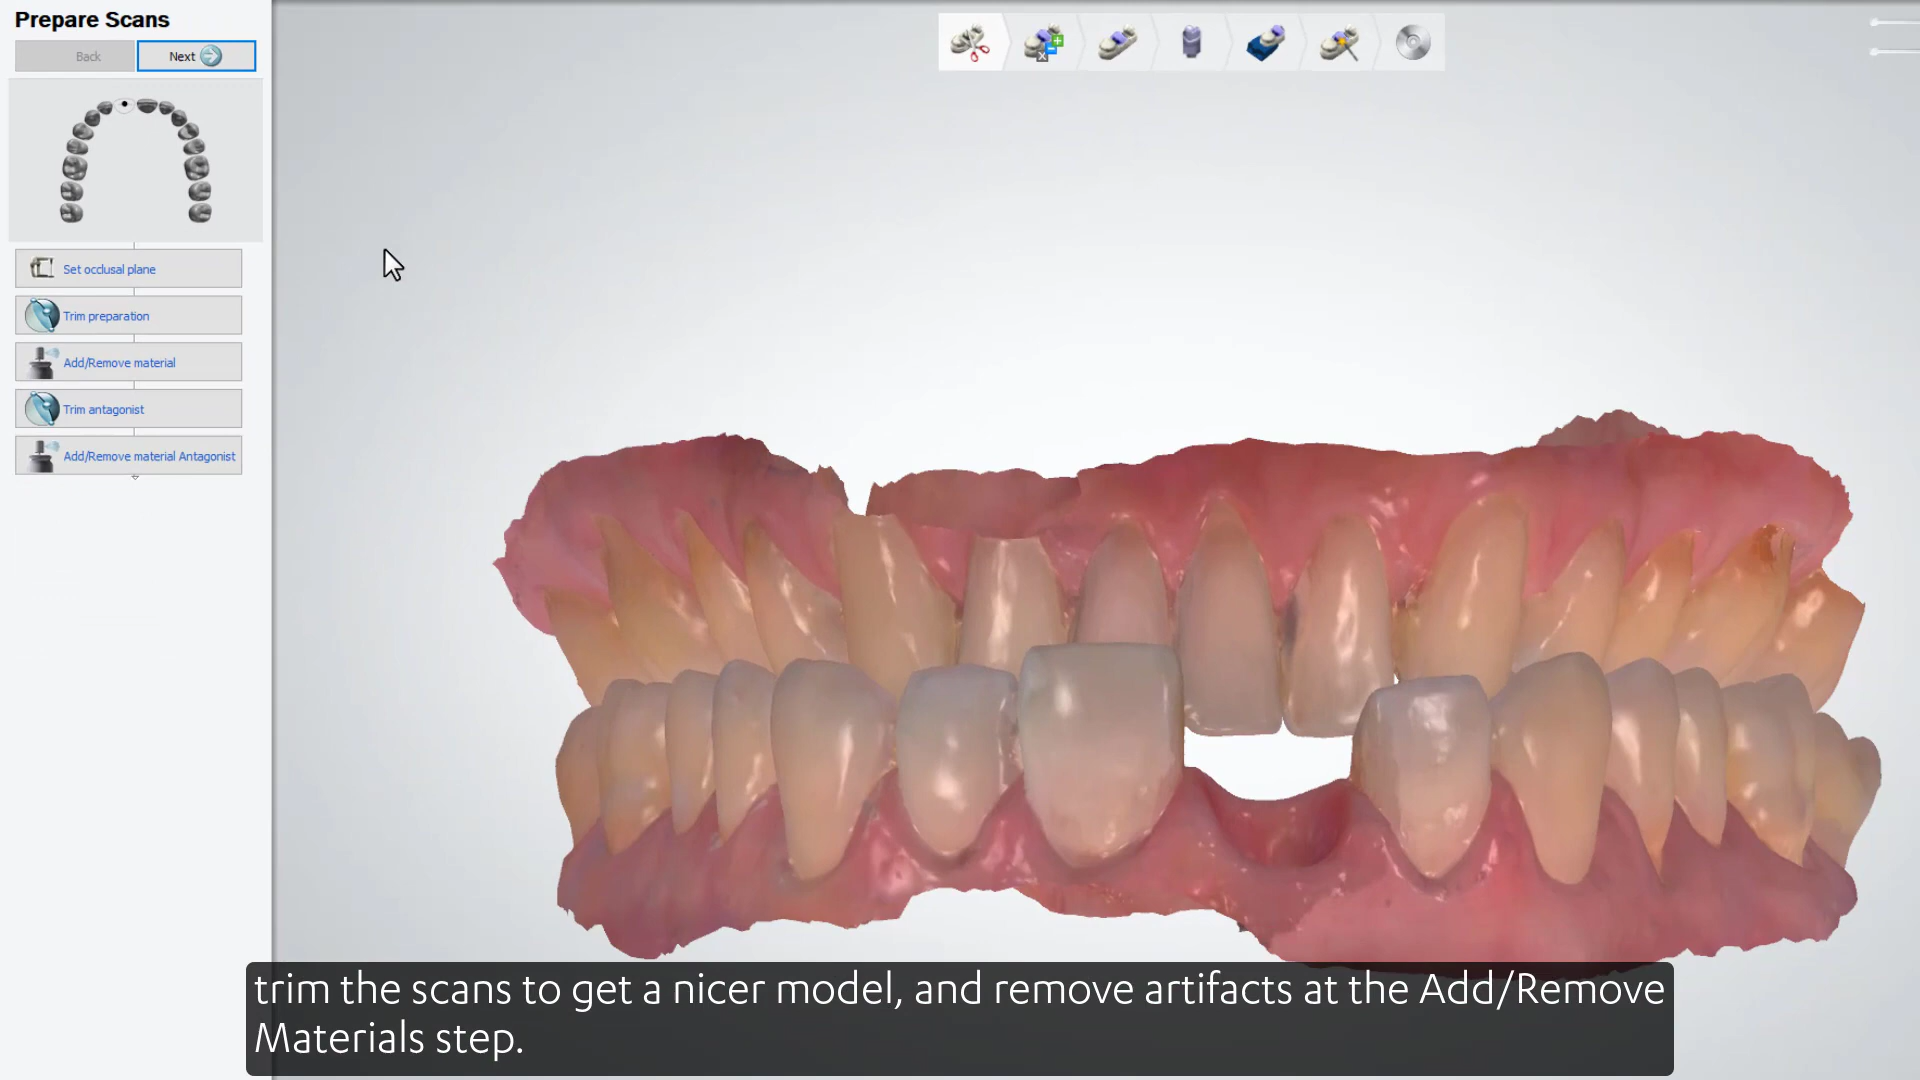 Prepare Scans
Back
Next
Set occlusal plane
Trim preparation
Add/Remove material
Trim antagonist
Add/Remove material Antagonist
trim the scans to get a nicer model, and remove artifacts at the Add/Remove
Materials step.